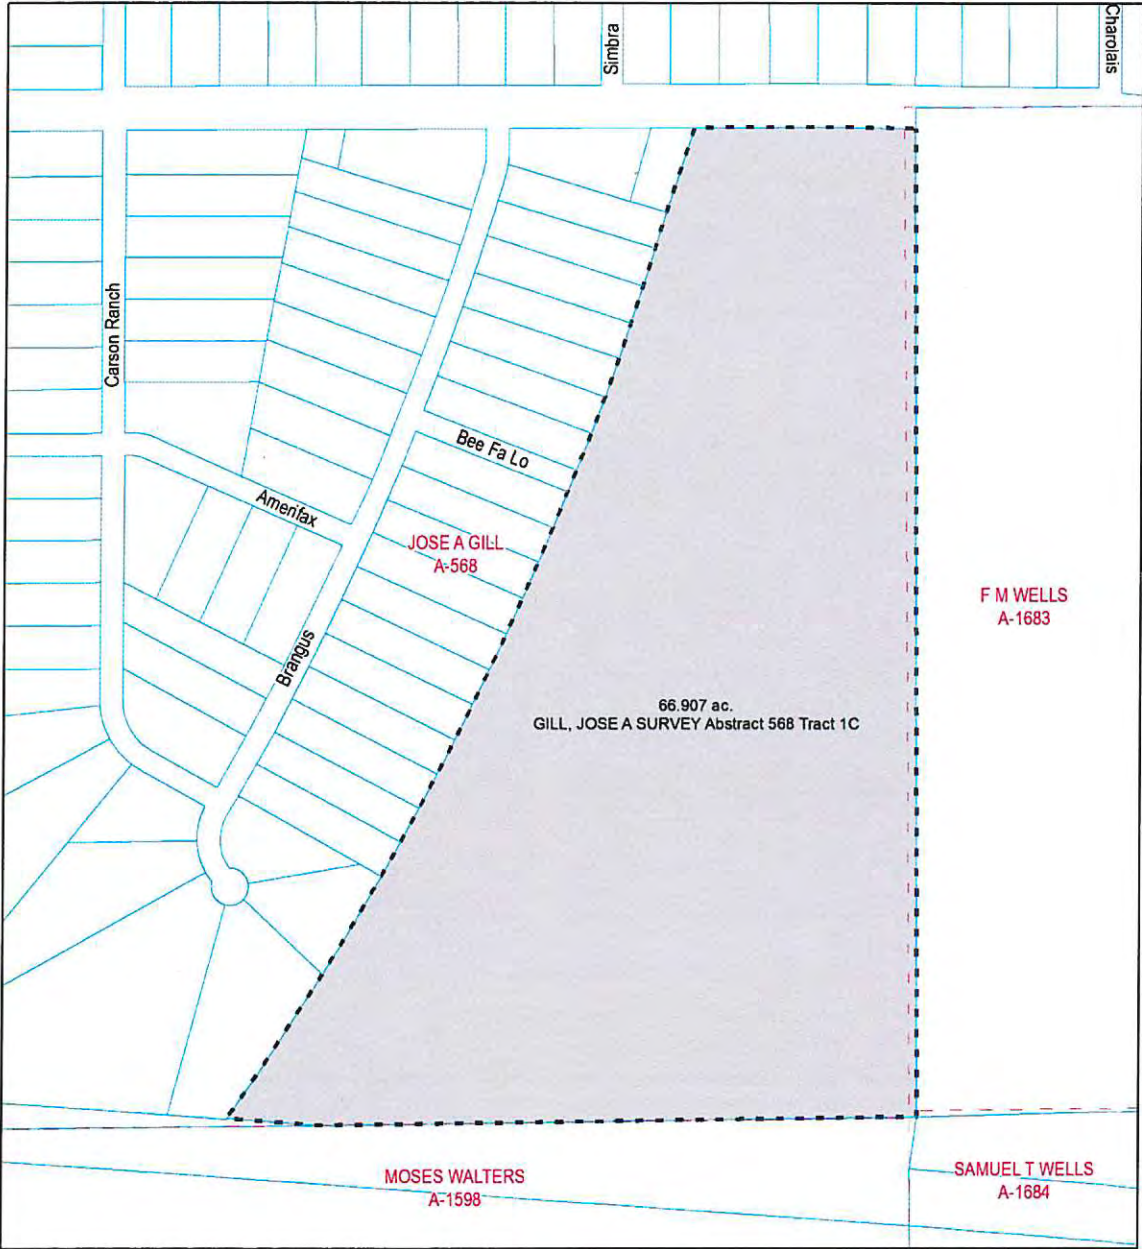 Simbra
Charolais
Carson Ranch
Bee Fa Lo
Amerifax
JOSE A GILL
A-568
F M WELLS
A-1683
Brangus
66.907 ac.
GILL, JOSE A SURVEY Abstract 568 Tract 1C
MOSES WALTERS
A-1598
SAMUEL T WELLS
A-1684